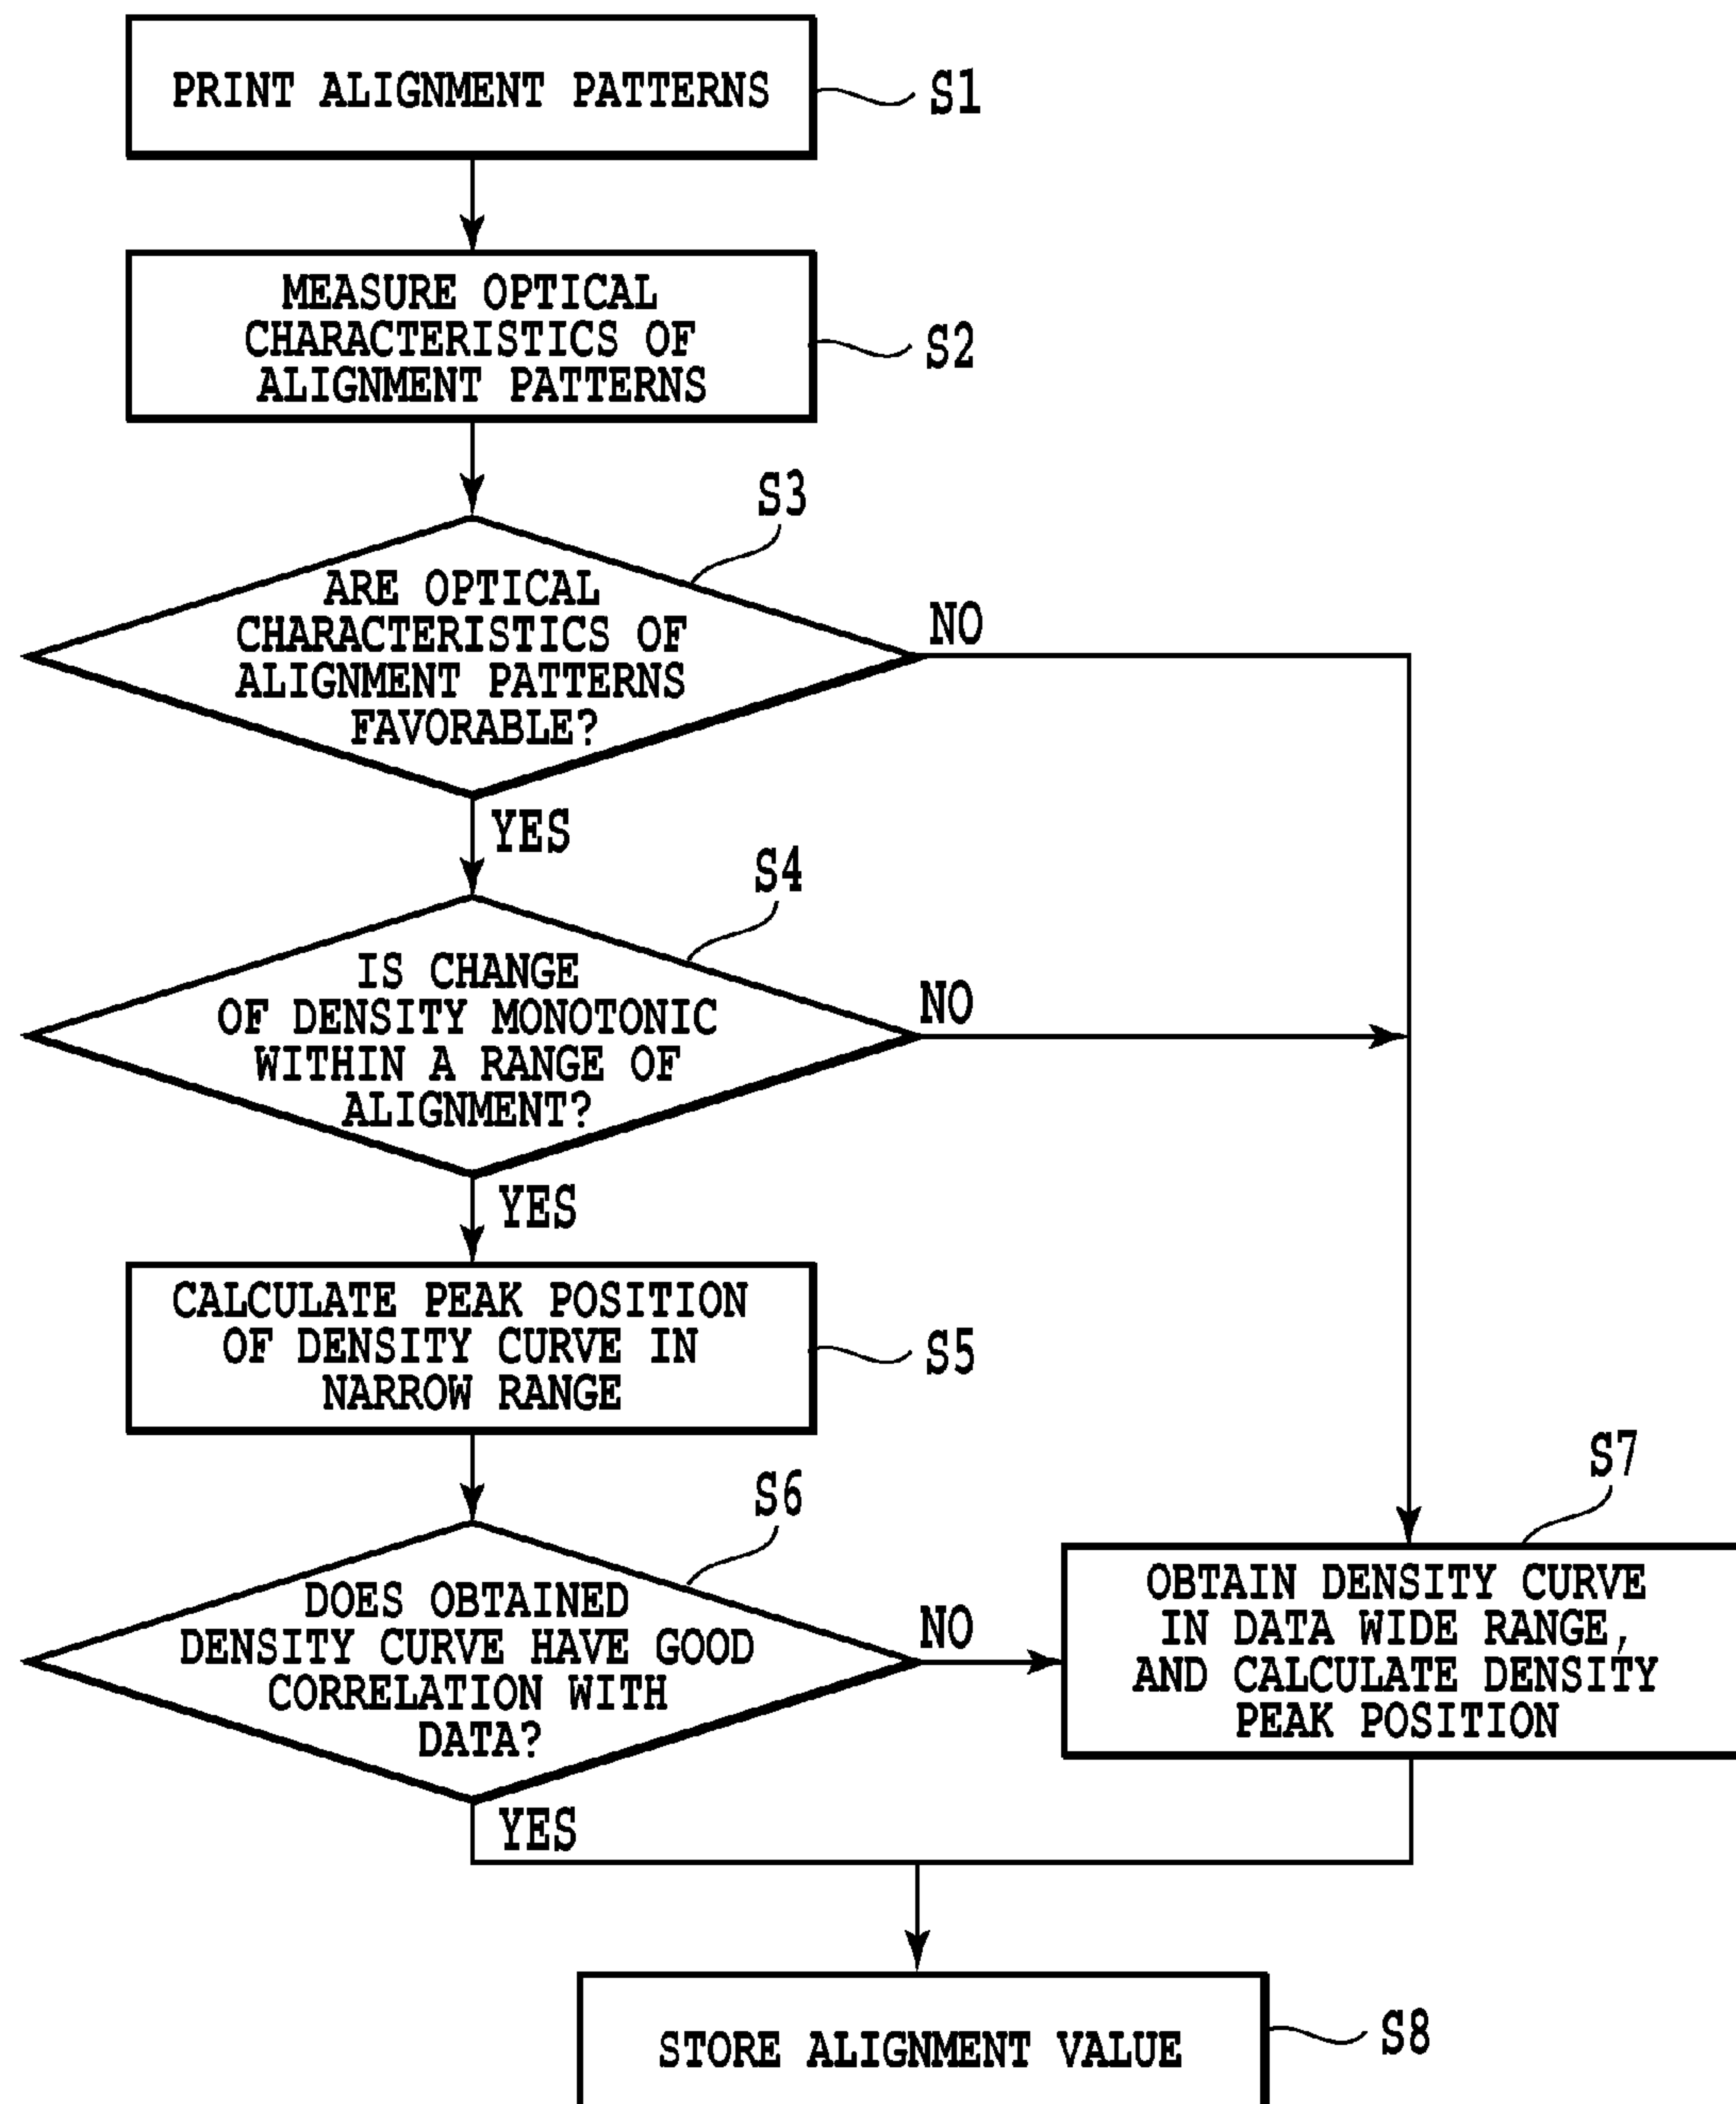 PRINT ALIGNMENT PATTERNS
S1
MEASURE OPTICAL
CHARACTERISTICS OF
ALIGNMENT PATTERNS
S2
S3
ARE OPTICAL
CHARACTERISTICS OF
ALIGNMENT PATTERNS
FAVORABLE?
NO
YES
S4
IS CHANGE
OF DENSITY MONOTONIC
WITHIN A RANGE OF
ALIGNMENT?
NO
YES
CALCULATE PEAK POSITION
OF DENSITY CURVE IN
NARROW RANGE
S5
S6
DOES OBTAINED
DENSITY CURVE HAVE GOOD
CORRELATION WITH
DATA?
NO
YES
S7
OBTAIN DENSITY CURVE
IN DATA WIDE RANGE,
AND CALCULATE DENSITY
PEAK POSITION
STORE ALIGNMENT VALUE
S8